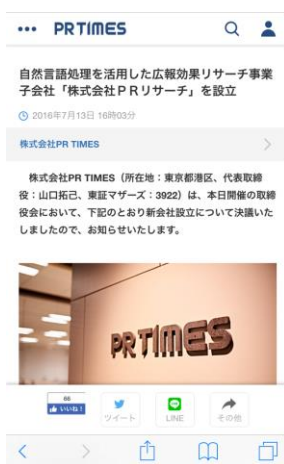 ••• PRTIMES
自然言語処理を活用した広報効果リサーチ事業
子会社「株式会社ＰＲリサーチ」を設立
2016年7月13日 16時03分
株式会社PR TIMES
株式会社PR TIMES（所在地：東京都港区、代表取締
役：山口拓己、東証マザーズ：3922）は、本日開催の取締
役会において、下記のとおり新会社設立について決議いた
しましたので、お知らせいたします。
PRTIMES
66
いいね！
ツイート
LINE
LINE
その他